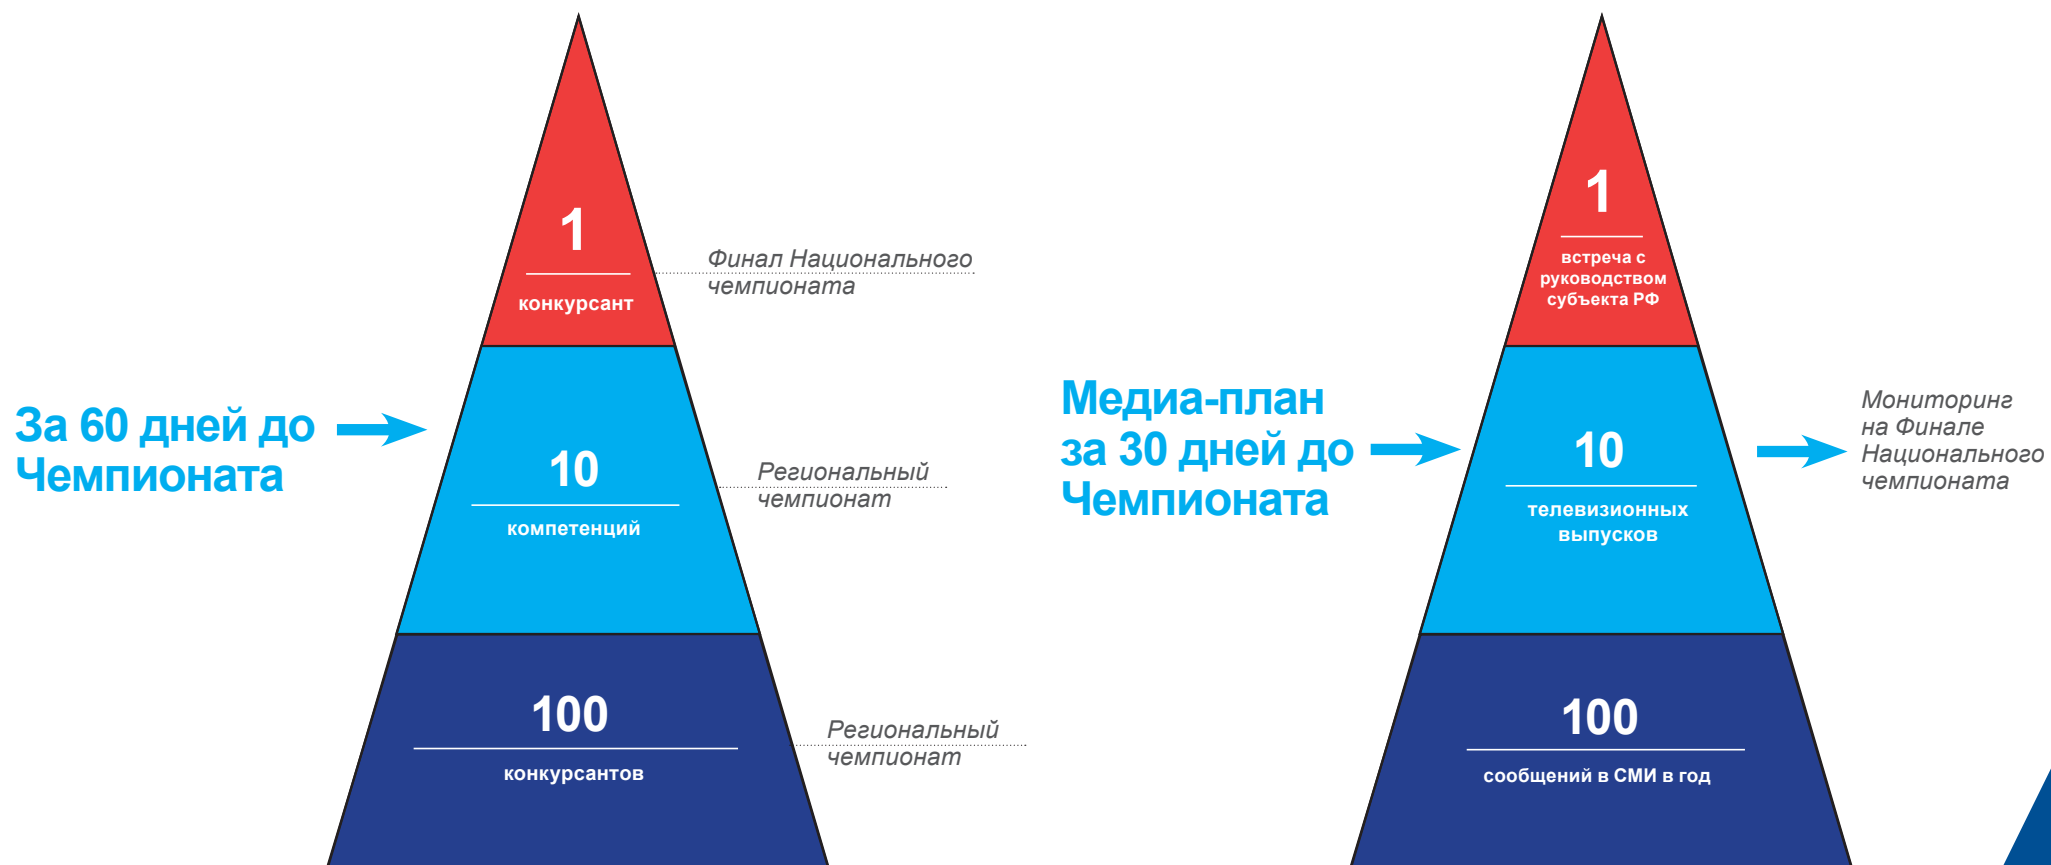 За 60 дней до
Чемпионата
1
конкурсант
Финал Национального
чемпионата
10
компетенций
Региональный
чемпионат
100
конкурсантов
Региональный
чемпионат
Медиа-план
за 30 дней до
Чемпионата
1
встреча с
руководством
субъекта РФ
10
телевизионных
выпусков
Мониторинг
на Финале
Национального
чемпионата
100
сообщений в СМИ в год